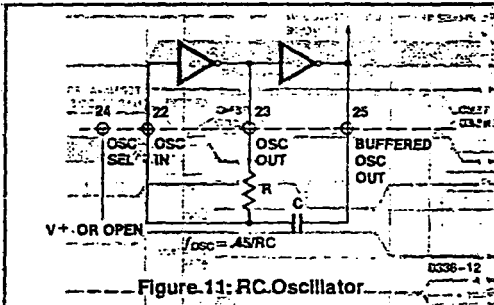 24 22 23 25
OSC SEL OSC IN OSC OUT BUFFERED OSC OUT
R
C
V+ OR OPEN
fOSC = .45/RC
0336-12
Figure 11: RC Oscillator